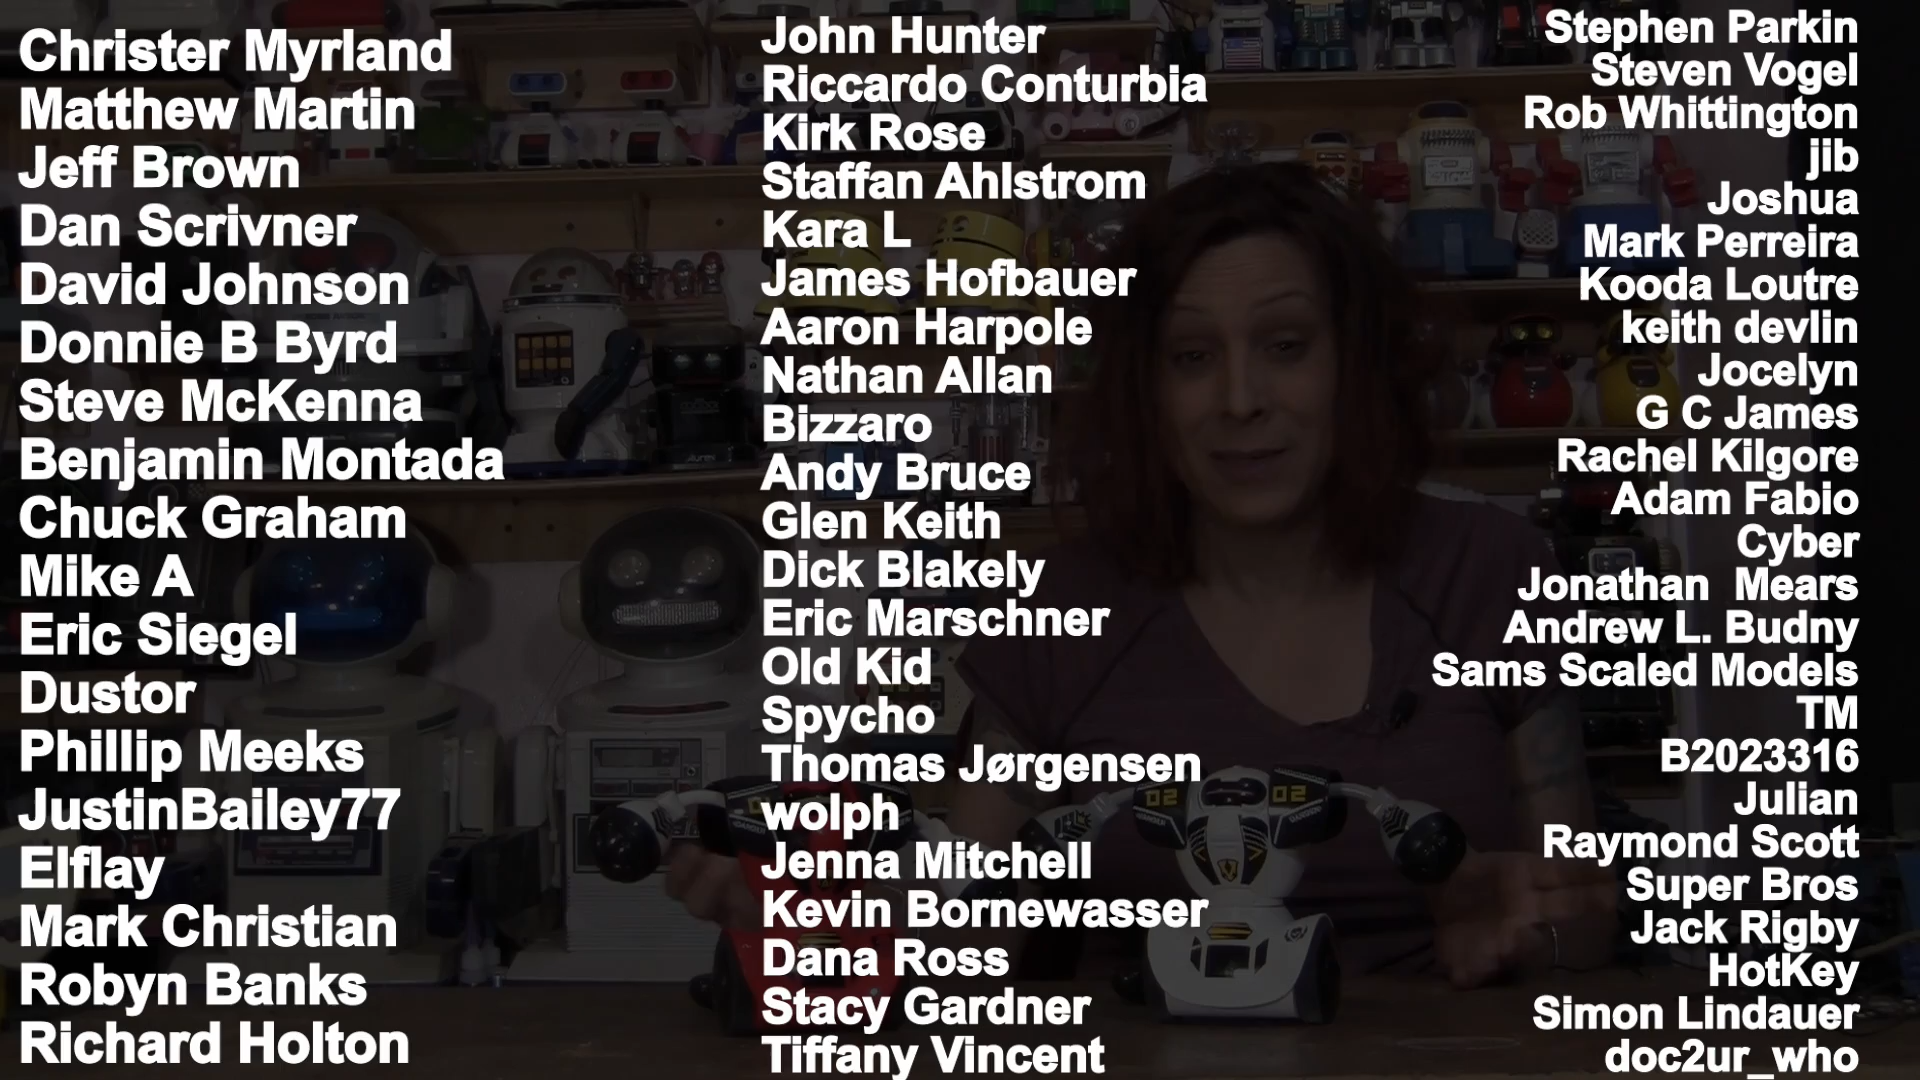 Christer Myrland
Matthew Martin
Jeff Brown
Dan Scrivner
David Johnson
Donnie B Byrd
Steve McKenna
Benjamin Montada
Chuck Graham
Mike A
Eric Siegel
Dustor
Phillip Meeks
JustinBailey77
Elflay
Mark Christian
Robyn Banks
Richard Holton
John Hunter
Riccardo Conturbia
Kirk Rose
Staffan Ahlstrom
Kara L
James Hofbauer
Aaron Harpole
Nathan Allan
Bizzaro
Andy Bruce
Glen Keith
Dick Blakely
Eric Marschner
Old Kid
Spycho
Thomas Jørgensen
wolph
Jenna Mitchell
Kevin Bornewasser
Dana Ross
Stacy Gardner
Tiffany Vincent
Stephen Parkin
Steven Vogel
Rob Whittington
jib
Joshua
Mark Perreira
Kooda Loutre
keith devlin
Jocelyn
G C James
Rachel Kilgore
Adam Fabio
Cyber
Jonathan  Mears
Andrew L. Budny
Sams Scaled Models
TM
B2023316
Julian
Raymond Scott
Super Bros
Jack Rigby
HotKey
Simon Lindauer
doc2ur_who
02
02